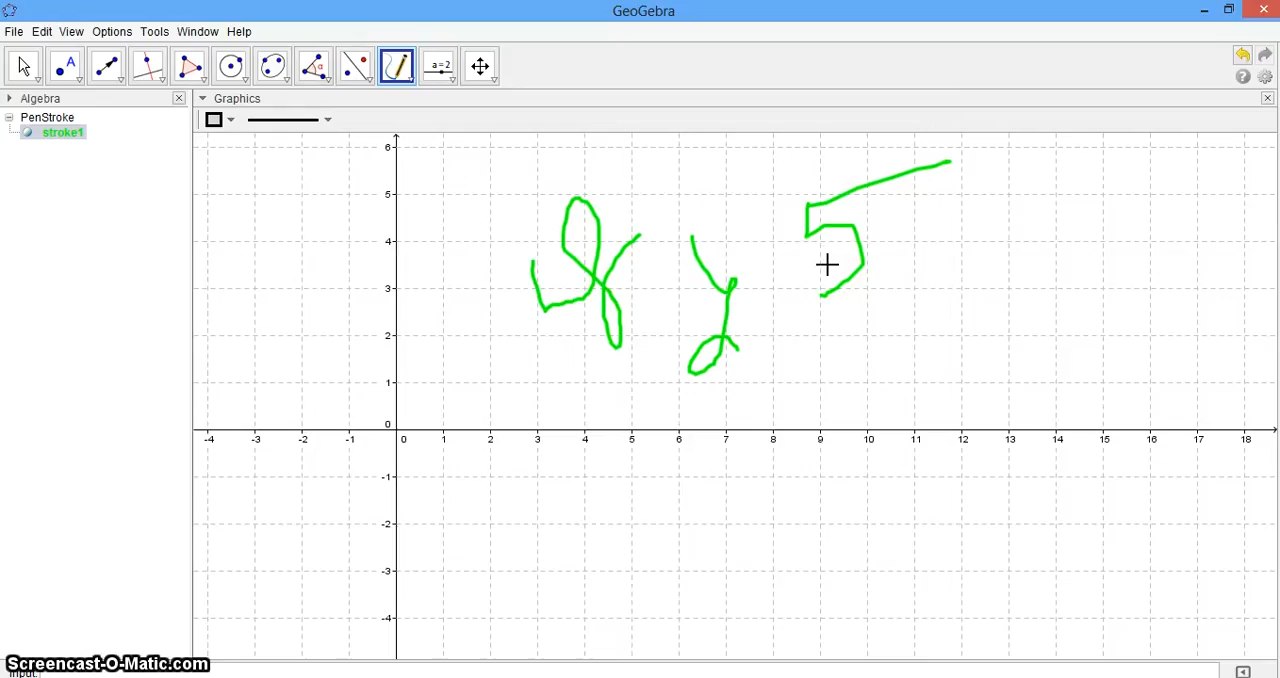 GeoGebra
File Edit View Options Tools Window Help
A α a = 2
Algebra Graphics
PenStroke
stroke1
6
5
4
3
2
1
0
-4 -3 -2 -1 0 1 2 3 4 5 6 7 8 9 10 11 12 13 14 15 16 17 18
-1
-2
-3
-4
y 5
Screencast-O-Matic.com
Input: